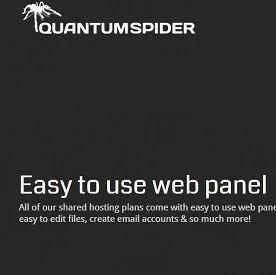 QUANTUMSPIDER
Easy to use web panel
All of our shared hosting plans come with easy to use web pane
easy to edit files, create email accounts & so much more!